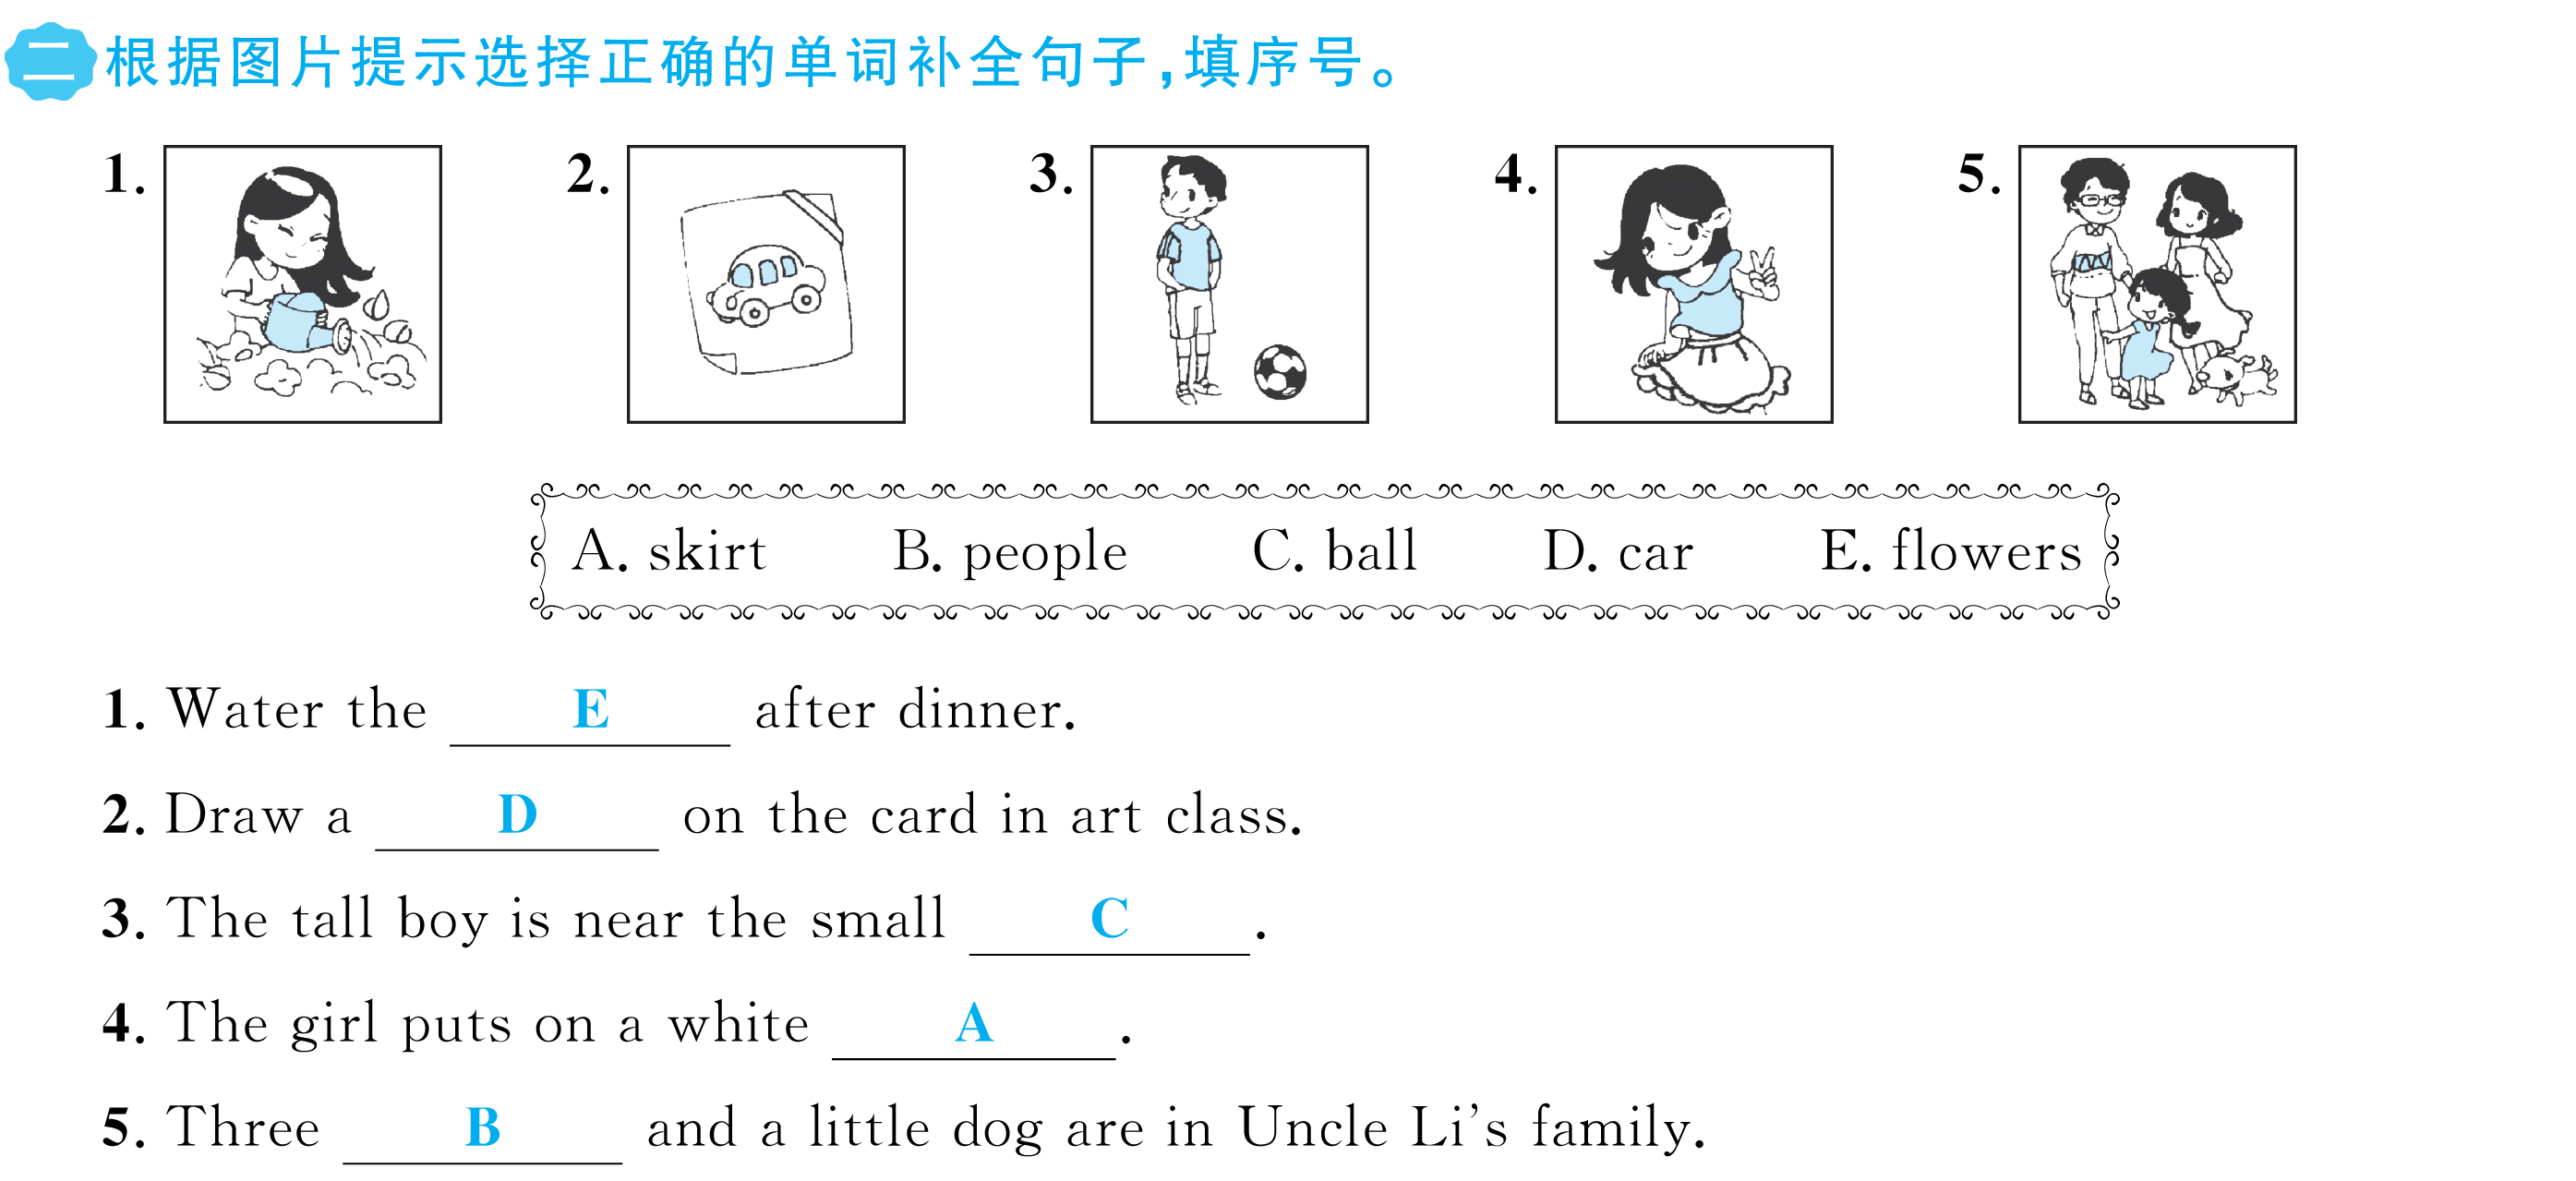 二 根据图片提示选择正确的单词补全句子,填序号。
1. 2. 3. 4. 5.
A. skirt B. people C. ball D. car E. flowers
1. Water the E after dinner.
2. Draw a D on the card in art class.
3. The tall boy is near the small C .
4. The girl puts on a white A .
5. Three B and a little dog are in Uncle Li's family.